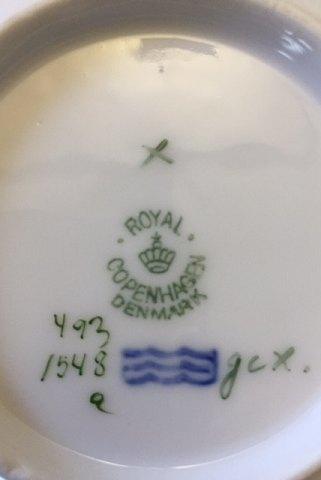 x
ROYAL
COPENHAGEN
DENMARK
493
1548
a
gcx.